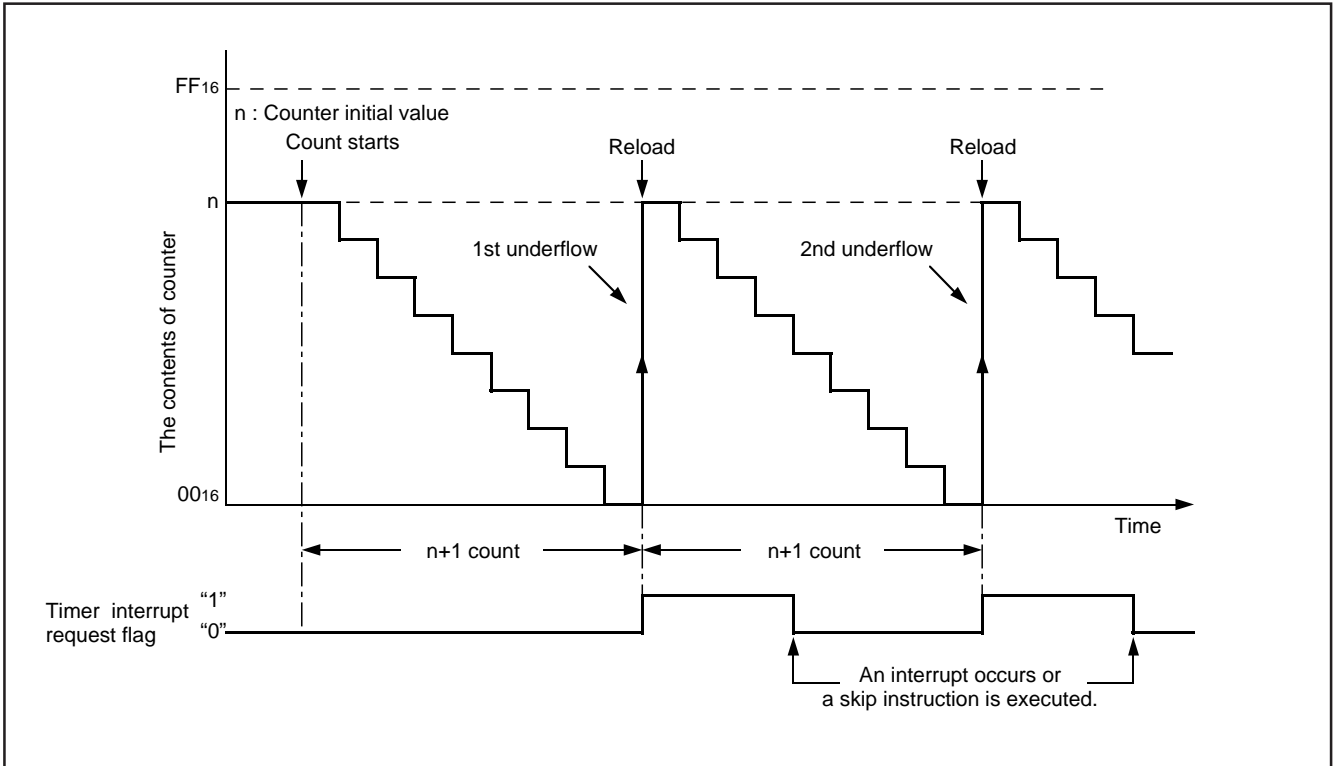 FF16
n : Counter initial value
Count starts
Reload
Reload
n
1st underflow
2nd underflow
The contents of counter
0016
Time
n+1 count
n+1 count
Timer interrupt
request flag
“1”
“0”
An interrupt occurs or
a skip instruction is executed.